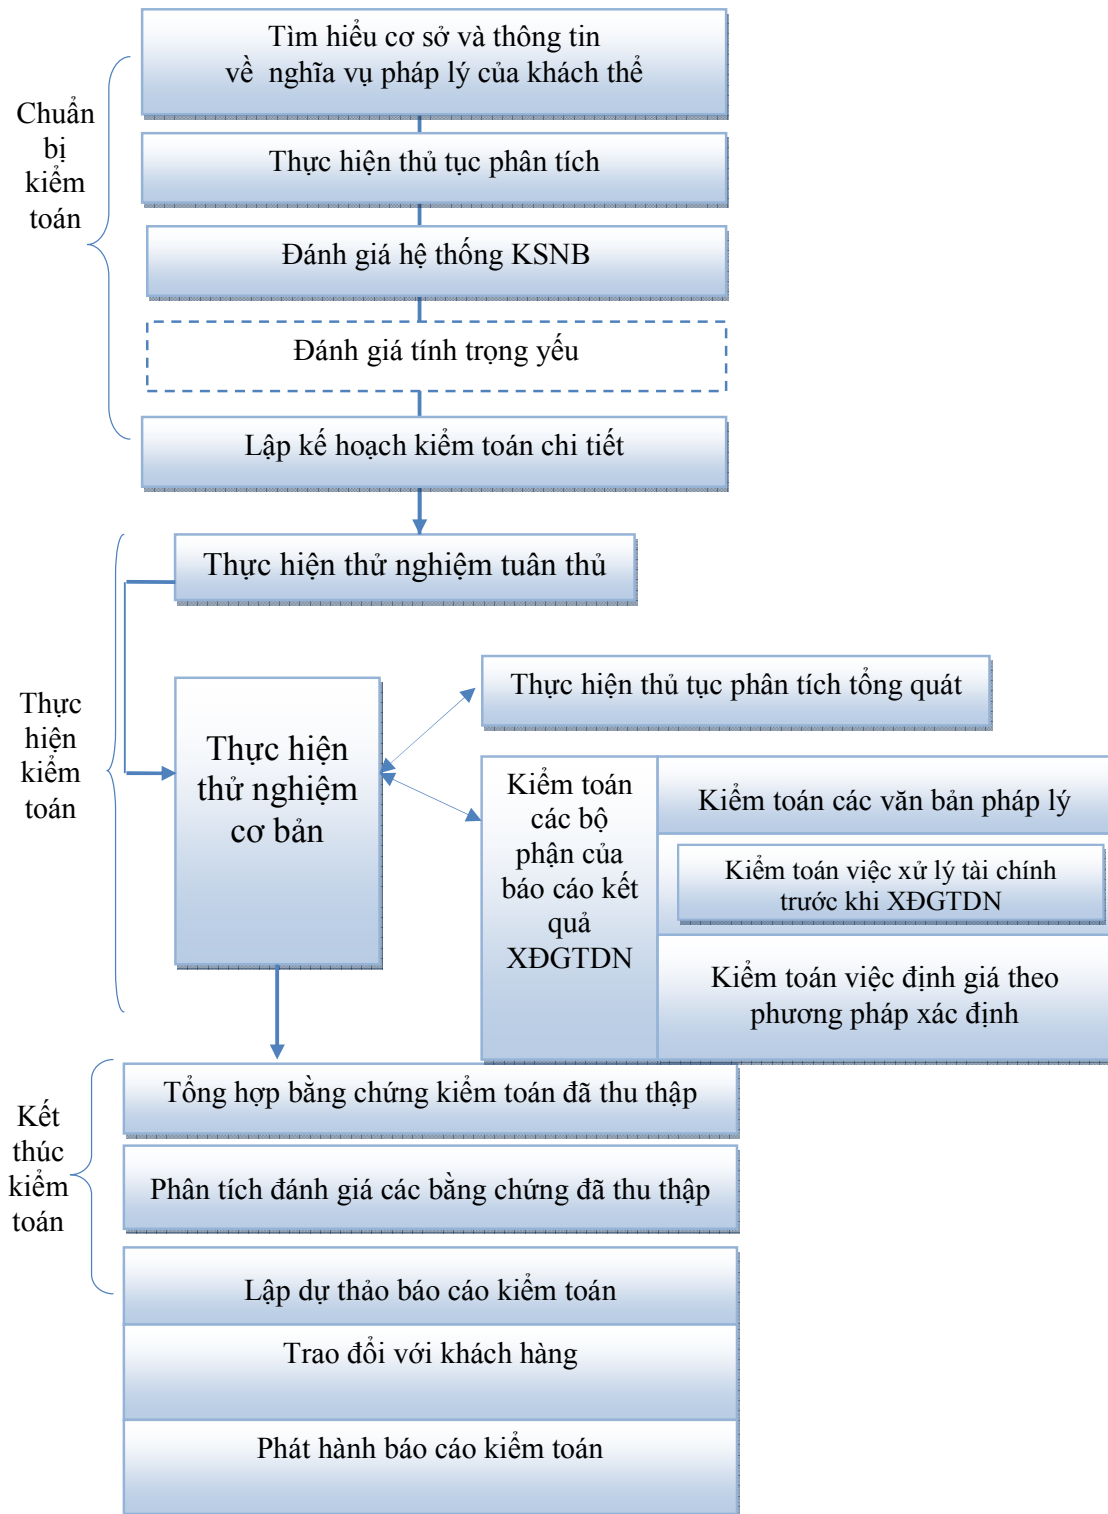 Tìm hiểu cơ sở và thông tin
về nghĩa vụ pháp lý của khách thể
Chuẩn
bị
kiểm
toán
Thực hiện thủ tục phân tích
Đánh giá hệ thống KSNB
Đánh giá tính trọng yếu
Lập kế hoạch kiểm toán chi tiết
Thực hiện thử nghiệm tuân thủ
Thực
hiện
kiểm
toán
Thực hiện
thử nghiệm
cơ bản
Thực hiện thủ tục phân tích tổng quát
Kiểm toán
các bộ
phận của
báo cáo kết
quả
XĐGTDN
Kiểm toán các văn bản pháp lý
Kiểm toán việc xử lý tài chính
trước khi XĐGTDN
Kiểm toán việc định giá theo
phương pháp xác định
Kết
thúc
kiểm
toán
Tổng hợp bằng chứng kiểm toán đã thu thập
Phân tích đánh giá các bằng chứng đã thu thập
Lập dự thảo báo cáo kiểm toán
Trao đổi với khách hàng
Phát hành báo cáo kiểm toán